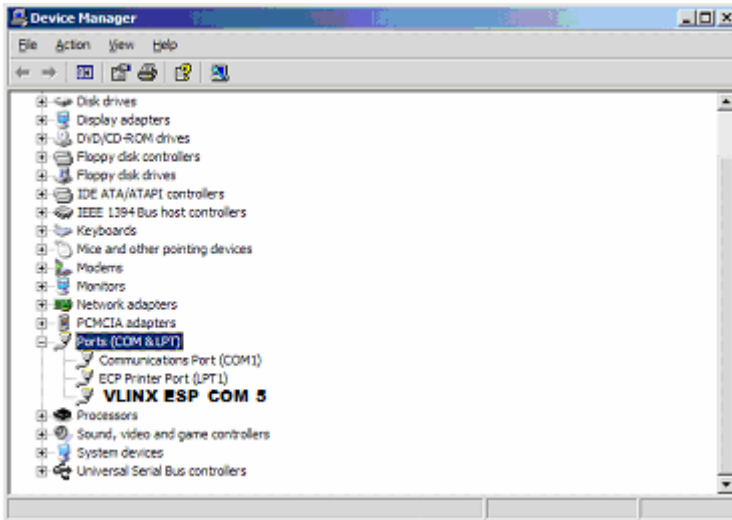 Device Manager
File Action View Help
Disk drives
Display adapters
DVD/CD-ROM drives
Floppy disk controllers
Floppy disk drives
IDE ATA/ATAPI controllers
IEEE 1394 Bus host controllers
Keyboards
Mice and other pointing devices
Modems
Monitors
Network adapters
PCMCIA adapters
Ports (COM & LPT)
Communications Port (COM1)
ECP Printer Port (LPT1)
VLINX ESP COM 5
Processors
Sound, video and game controllers
System devices
Universal Serial Bus controllers